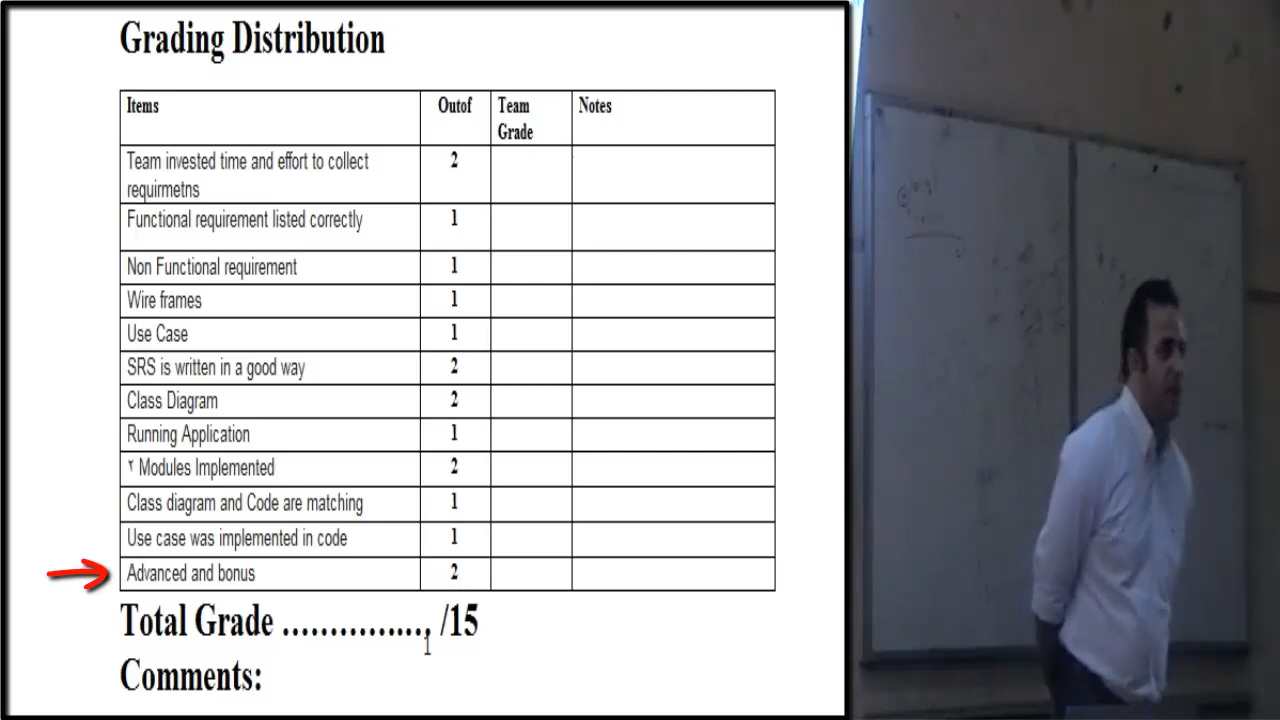 Grading Distribution
Items Outof Team Grade Notes
Team invested time and effort to collect 2
requirmetns
Functional requirement listed correctly 1
Non Functional requirement 1
Wire frames 1
Use Case 1
SRS is written in a good way 2
Class Diagram 2
Running Application 1
٢ Modules Implemented 2
Class diagram and Code are matching 1
Use case was implemented in code 1
Advanced and bonus 2
Total Grade ……………, /15
Comments: